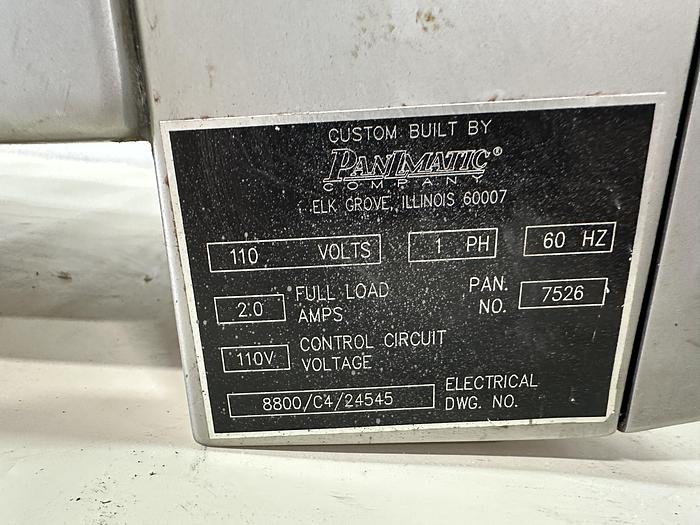 CUSTOM BUILT BY
PANIMATIC®
COMPANY
ELK GROVE, ILLINOIS 60007
110 VOLTS 1 PH 60 HZ
2.0 FULL LOAD AMPS
PAN. NO. 7526
110V CONTROL CIRCUIT VOLTAGE
8800/C4/24545 ELECTRICAL DWG. NO.